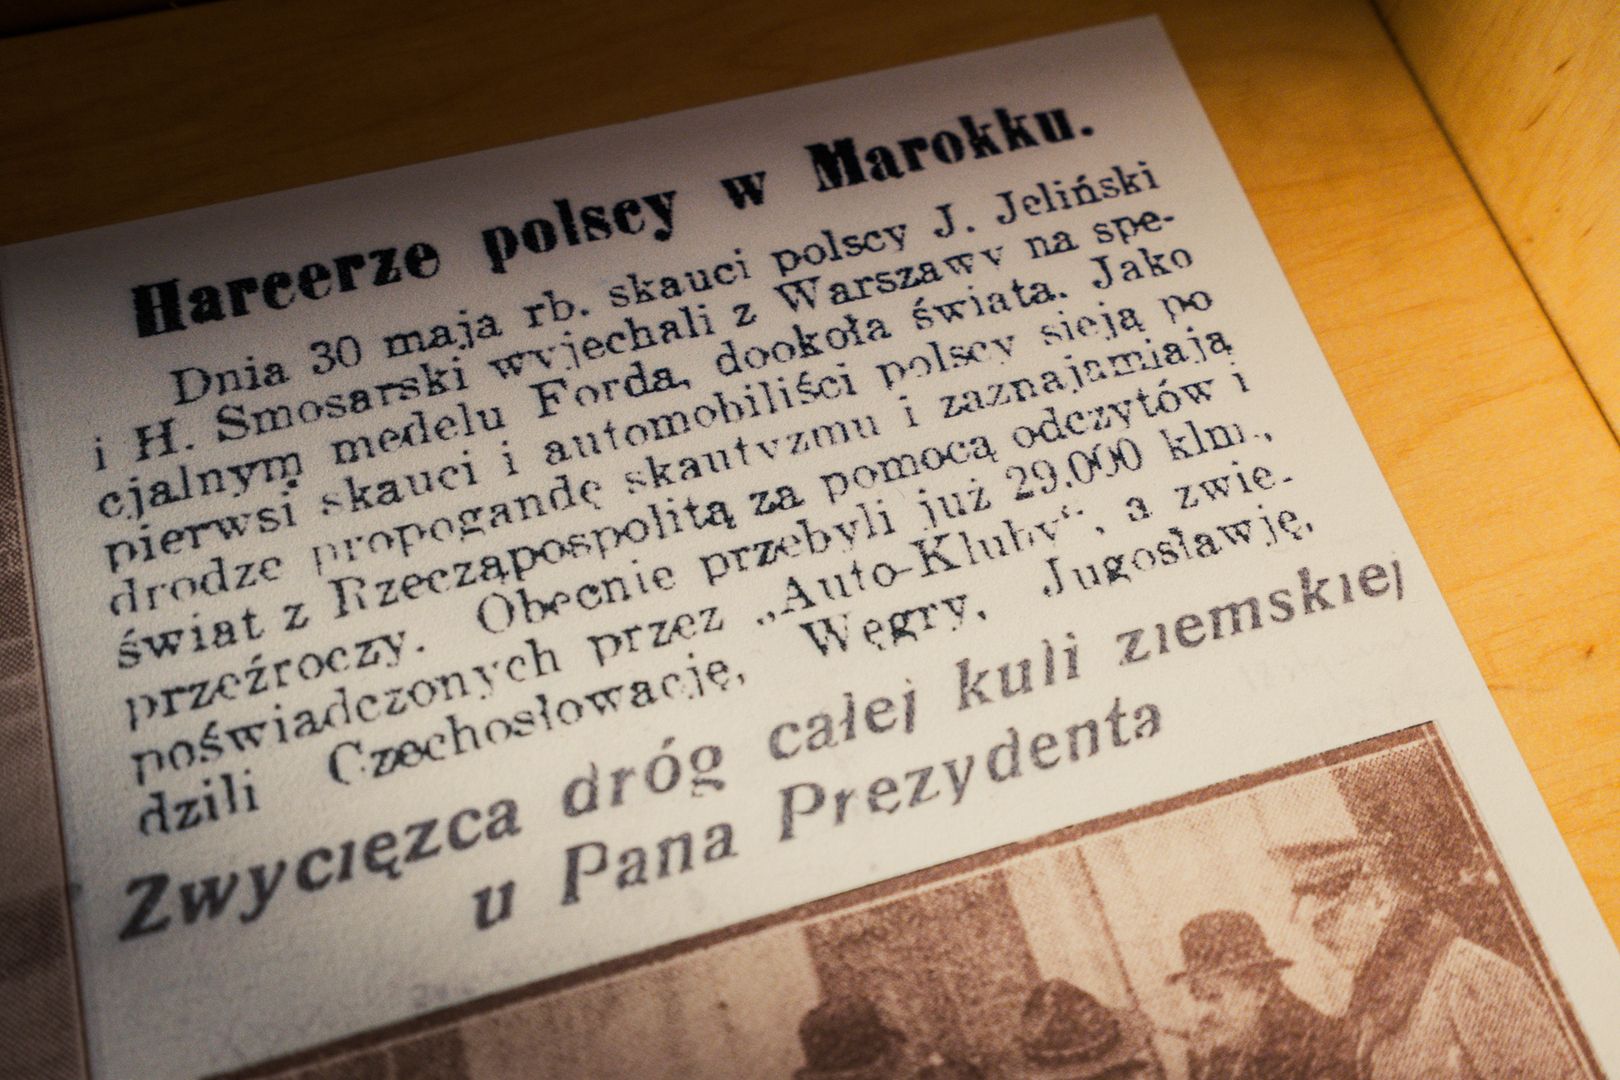 Harcerze polscy w Marokku.
Dnia 30 maja rb. skauci polscy J. Jeliński
i H. Smosarski wyjechali z Warszawy na spe-
cjalnym medelu Forda, dookoła świata. Jako
pierwsi skauci i automobiliści polscy sieją po
drodze propogandę skautyzmu i zaznajamiają
świat z Rzecząpospolitą za pomocą odczytów i
przeźroczy. Obecnie przebyli już 29.000 klm.,
poświadczonych przez „Auto-Kluby“, a zwie-
dzili Czechosłowację, Węgry, Jugosławję,
Zwycięzca dróg całej kuli ziemskiej
u Pana Prezydenta